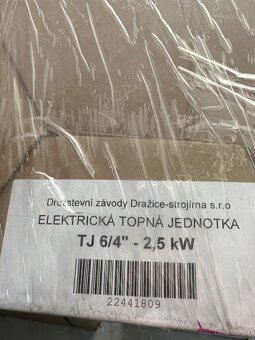 Družstevní závody Dražice-strojírna s.r.o
ELEKTRICKÁ TOPNÁ JEDNOTKA
TJ 6/4" - 2,5 kW
22441809